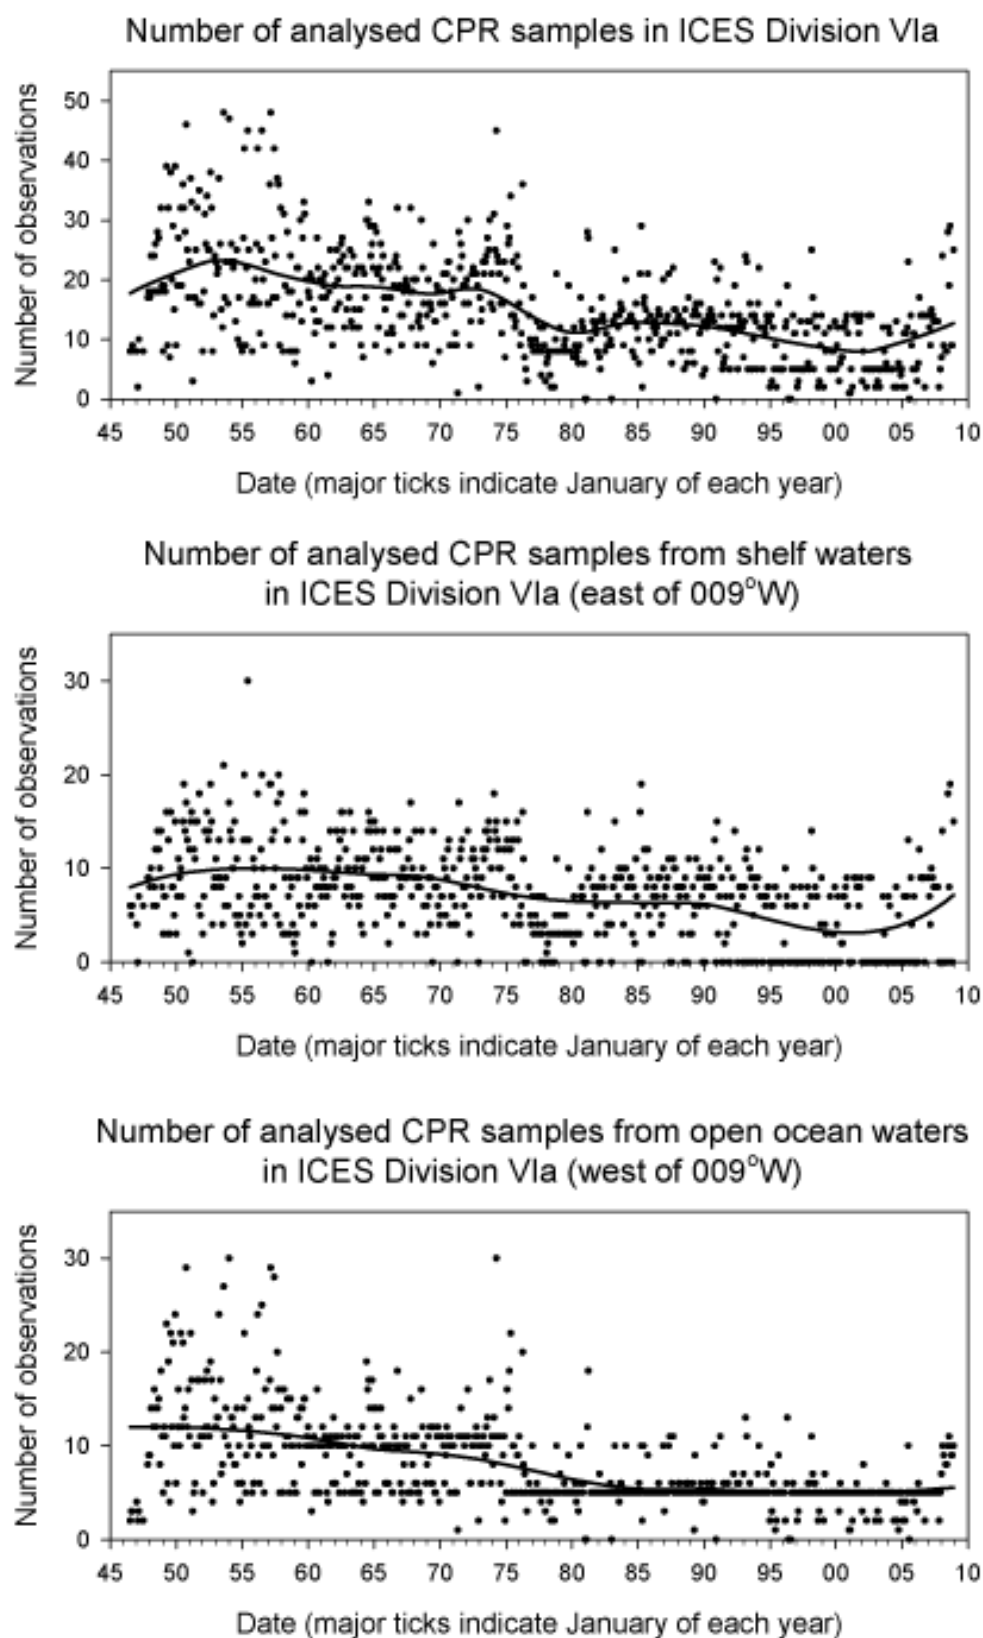 Number of analysed CPR samples in ICES Division VIa
Number of observations
50
40
30
20
10
0
45 50 55 60 65 70 75 80 85 90 95 00 05 10
Date (major ticks indicate January of each year)
Number of analysed CPR samples from shelf waters
in ICES Division VIa (east of 009°W)
Number of observations
30
20
10
0
45 50 55 60 65 70 75 80 85 90 95 00 05 10
Date (major ticks indicate January of each year)
Number of analysed CPR samples from open ocean waters
in ICES Division VIa (west of 009°W)
Number of observations
30
20
10
0
45 50 55 60 65 70 75 80 85 90 95 00 05 10
Date (major ticks indicate January of each year)